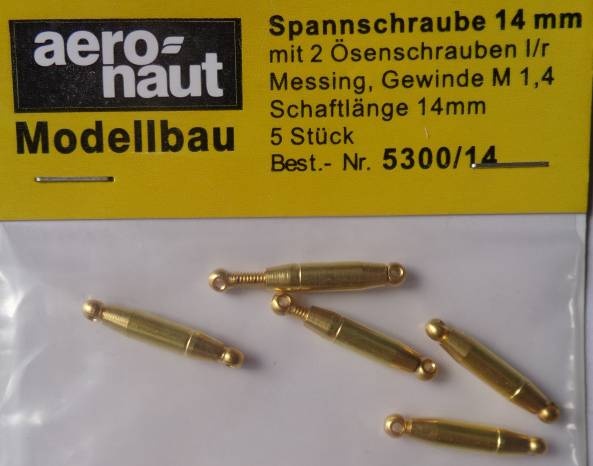 aero-
naut
Modellbau
Spannschraube 14 mm
mit 2 Ösenschrauben l/r
Messing, Gewinde M 1,4
Schaftlänge 14mm
5 Stück
Best.- Nr. 5300/14